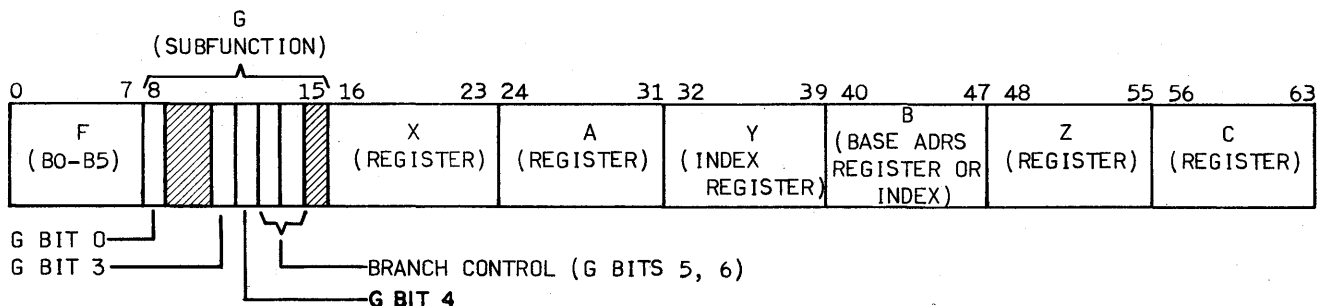 G
(SUBFUNCTION)
0 7 8 15 16 23 24 31 32 39 40 47 48 55 56 63
F
(B0-B5)
X
(REGISTER)
A
(REGISTER)
Y
(INDEX
REGISTER)
B
(BASE ADRS
REGISTER OR
INDEX)
Z
(REGISTER)
C
(REGISTER)
G BIT 0
G BIT 3
BRANCH CONTROL (G BITS 5, 6)
G BIT 4